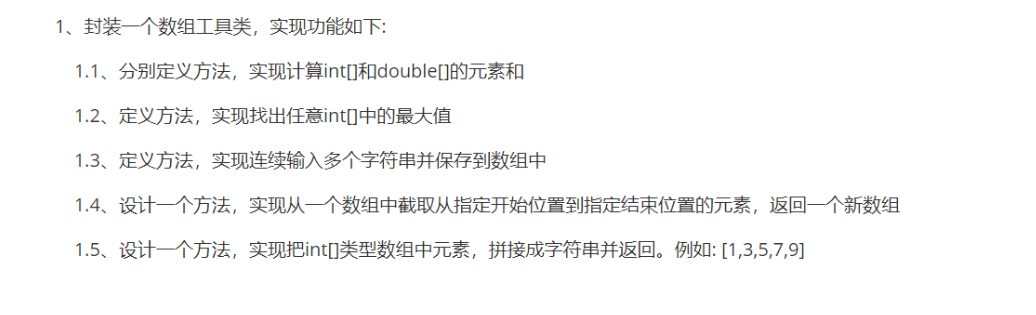 1、封装一个数组工具类，实现功能如下:
1.1、分别定义方法，实现计算int[]和double[]的元素和
1.2、定义方法，实现找出任意int[]中的最大值
1.3、定义方法，实现连续输入多个字符串并保存到数组中
1.4、设计一个方法，实现从一个数组中截取从指定开始位置到指定结束位置的元素，返回一个新数组
1.5、设计一个方法，实现把int[]类型数组中元素，拼接成字符串并返回。例如: [1,3,5,7,9]